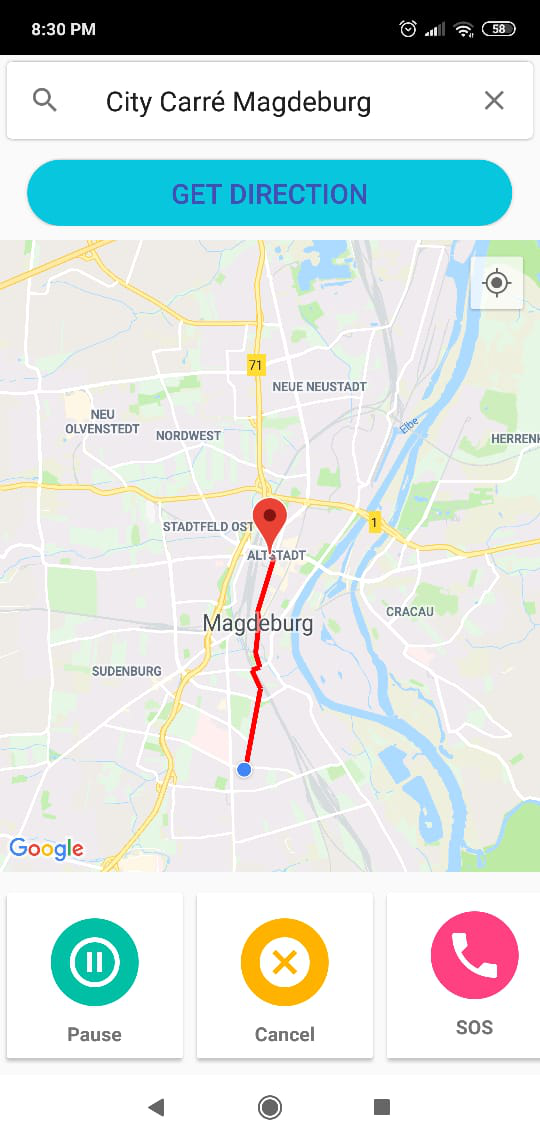 8:30 PM
58
City Carré Magdeburg
GET DIRECTION
71
NEUE NEUSTADT
NEU
OLVENSTEDT
NORDWEST
Elbe
HERRENK
STADTFELD OST
1
ALTSTADT
CRACAU
Magdeburg
SUDENBURG
Google
Pause
Cancel
SOS